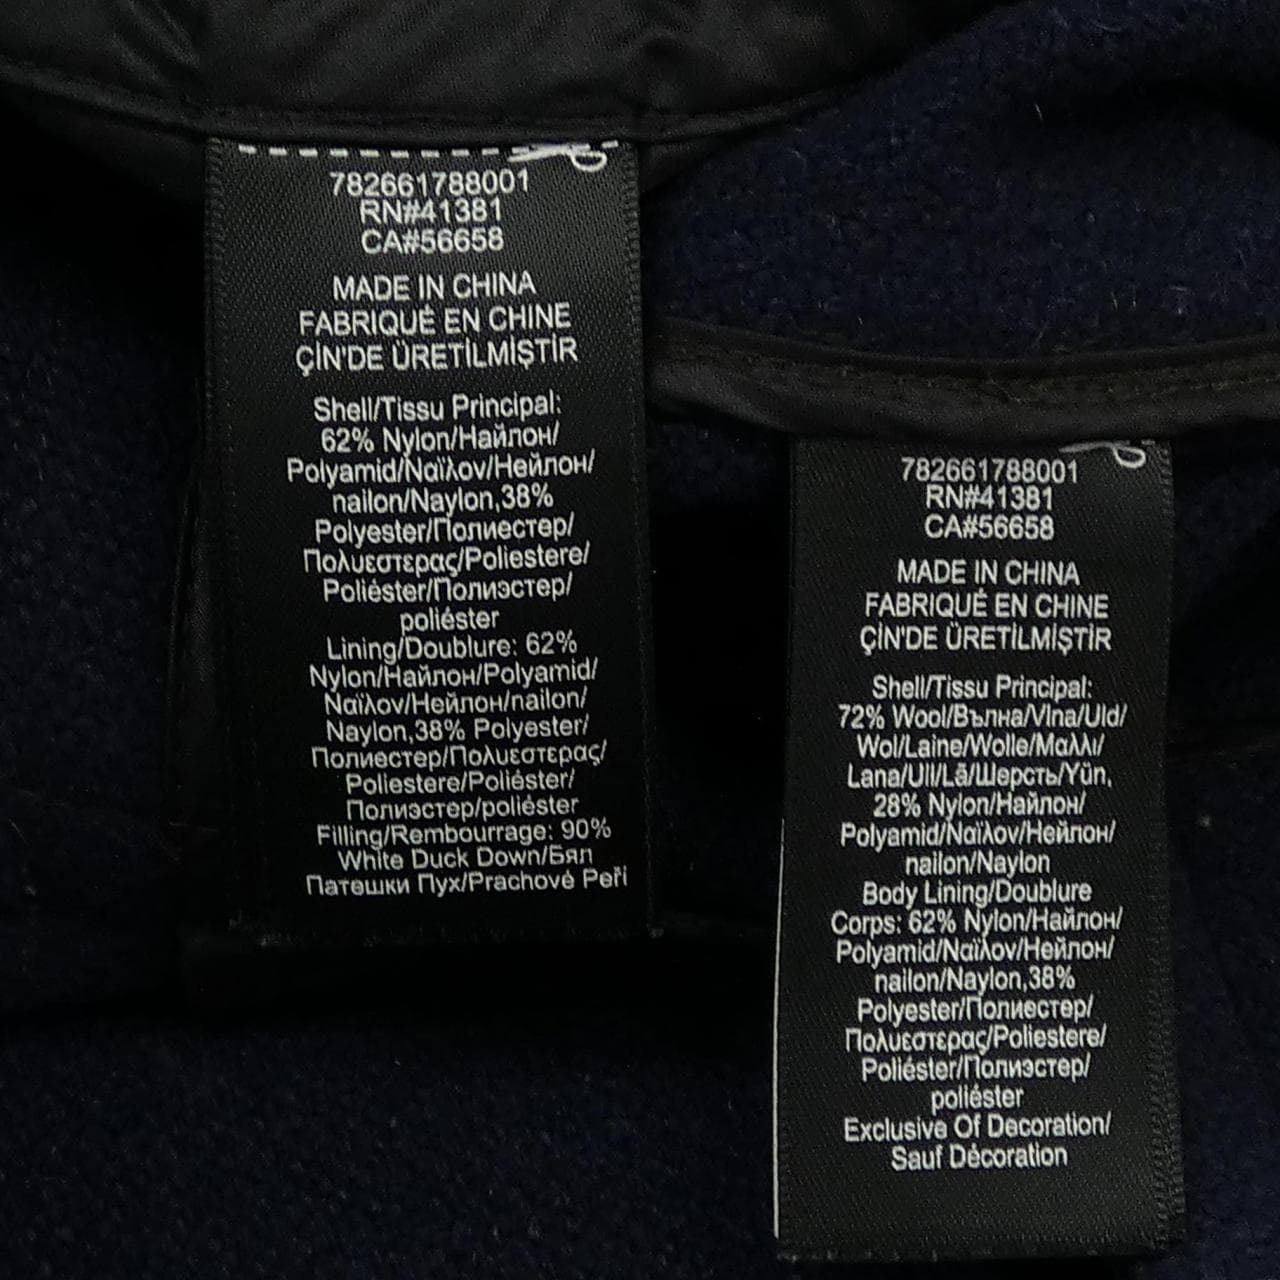 782661788001
RN#41381
CA#56658
MADE IN CHINA
FABRIQUÉ EN CHINE
ÇİN'DE ÜRETİLMİŞTİR
Shell/Tissu Principal:
62% Nylon/Найлон/
Polyamid/Ναϊλον/Нейлон/
nailon/Naylon,38%
Polyester/Полиестер/
Πολυεστερας/Poliestere/
Poliéster/Полиэстер/
poliéster
Lining/Doublure: 62%
Nylon/Найлон/Polyamid/
Ναϊλον/Нейлон/nailon/
Naylon,38% Polyester/
Полиестер/Πολυεστερας/
Poliestere/Poliéster/
Полиэстер/poliéster
Filling/Rembourrage: 90%
White Duck Down/Бял
Патешки Пух/Prachové Peří
782661788001
RN#41381
CA#56658
MADE IN CHINA
FABRIQUÉ EN CHINE
ÇİN'DE ÜRETİLMİŞTİR
Shell/Tissu Principal:
72% Wool/Вълна/Vlna/Uld/
Wol/Laine/Wolle/Μαλλι/
Lana/Ull/Lã/Шерсть/Yün,
28% Nylon/Найлон/
Polyamid/Ναϊλον/Нейлон/
nailon/Naylon
Body Lining/Doublure
Corps: 62% Nylon/Найлон/
Polyamid/Ναϊλον/Нейлон/
nailon/Naylon,38%
Polyester/Полиестер/
Πολυεστερας/Poliestere/
Poliéster/Полиэстер/
poliéster
Exclusive Of Decoration/
Sauf Décoration